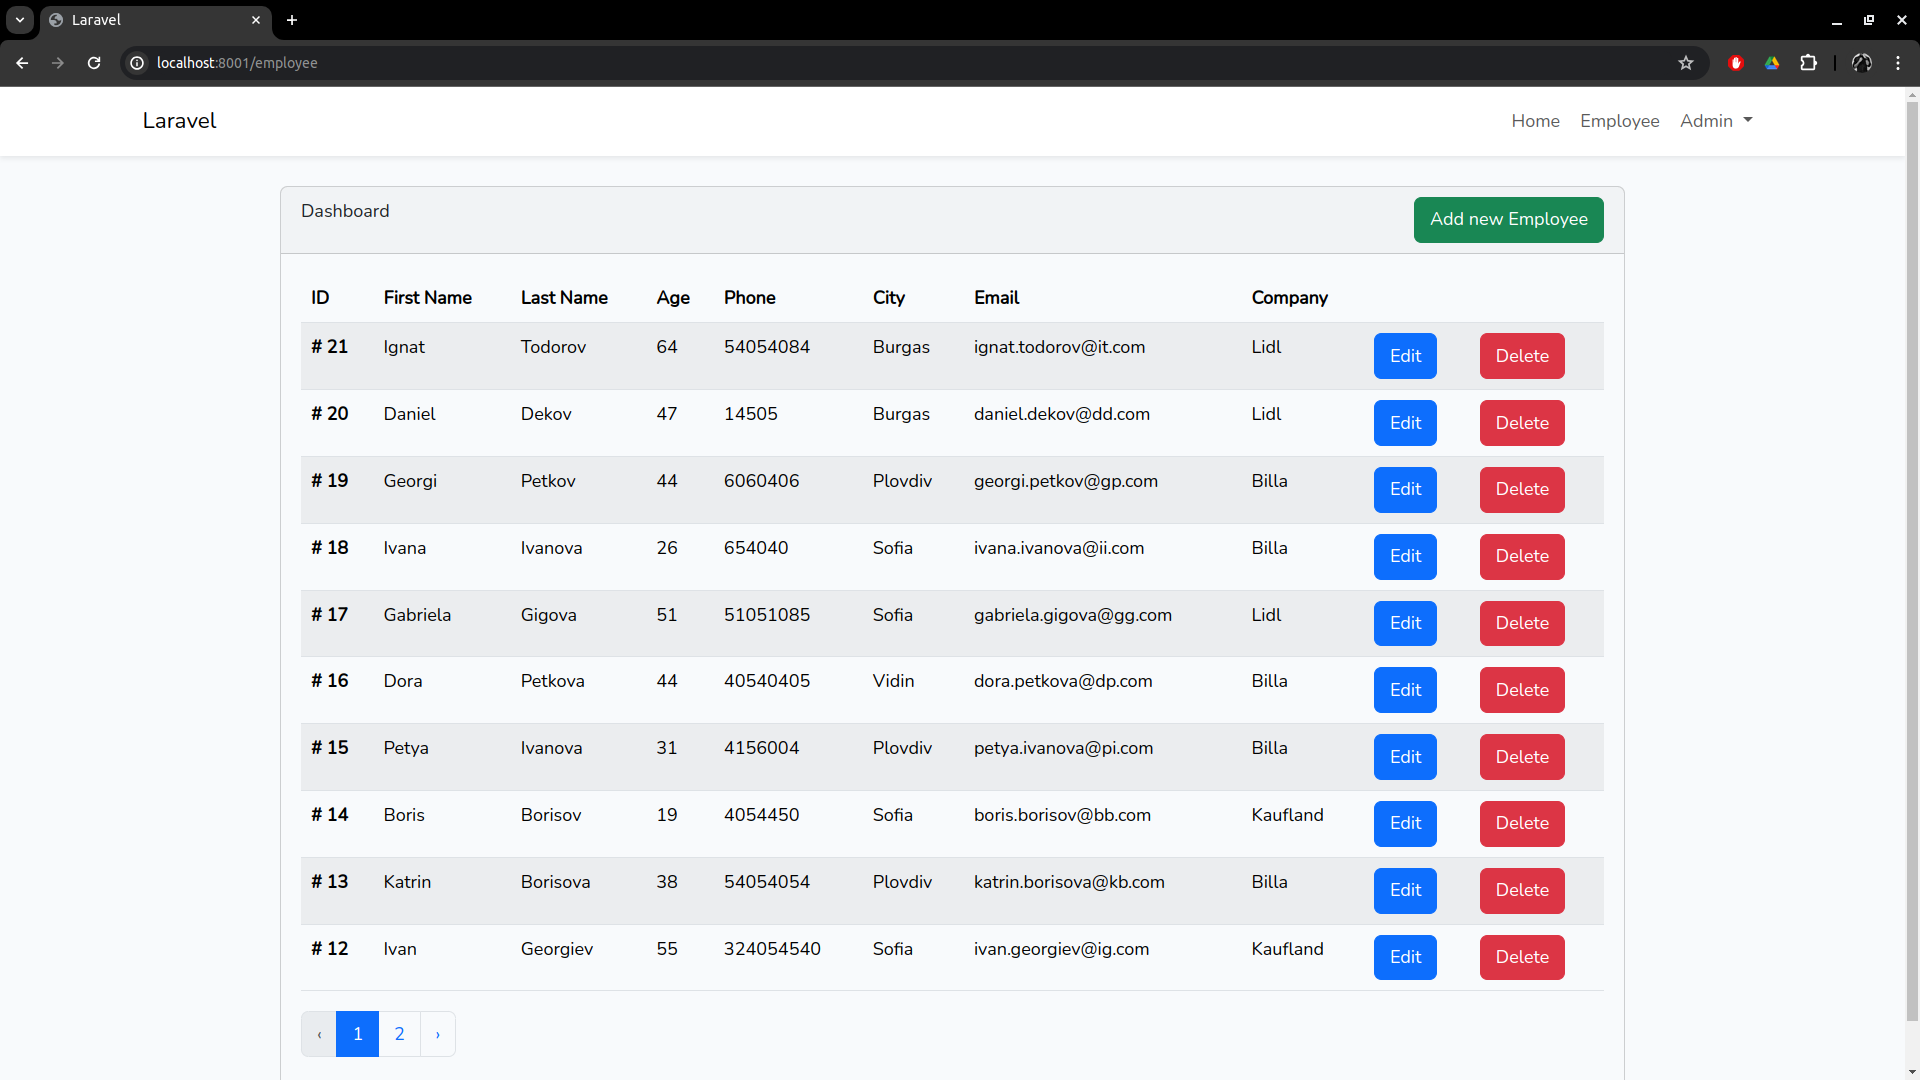 Laravel
localhost:8001/employee
Laravel Home Employee Admin
Dashboard Add new Employee
ID First Name Last Name Age Phone City Email Company
# 21 Ignat Todorov 64 54054084 Burgas ignat.todorov@it.com Lidl Edit Delete
# 20 Daniel Dekov 47 14505 Burgas daniel.dekov@dd.com Lidl Edit Delete
# 19 Georgi Petkov 44 6060406 Plovdiv georgi.petkov@gp.com Billa Edit Delete
# 18 Ivana Ivanova 26 654040 Sofia ivana.ivanova@ii.com Billa Edit Delete
# 17 Gabriela Gigova 51 51051085 Sofia gabriela.gigova@gg.com Lidl Edit Delete
# 16 Dora Petkova 44 40540405 Vidin dora.petkova@dp.com Billa Edit Delete
# 15 Petya Ivanova 31 4156004 Plovdiv petya.ivanova@pi.com Billa Edit Delete
# 14 Boris Borisov 19 4054450 Sofia boris.borisov@bb.com Kaufland Edit Delete
# 13 Katrin Borisova 38 54054054 Plovdiv katrin.borisova@kb.com Billa Edit Delete
# 12 Ivan Georgiev 55 324054540 Sofia ivan.georgiev@ig.com Kaufland Edit Delete
‹ 1 2 ›